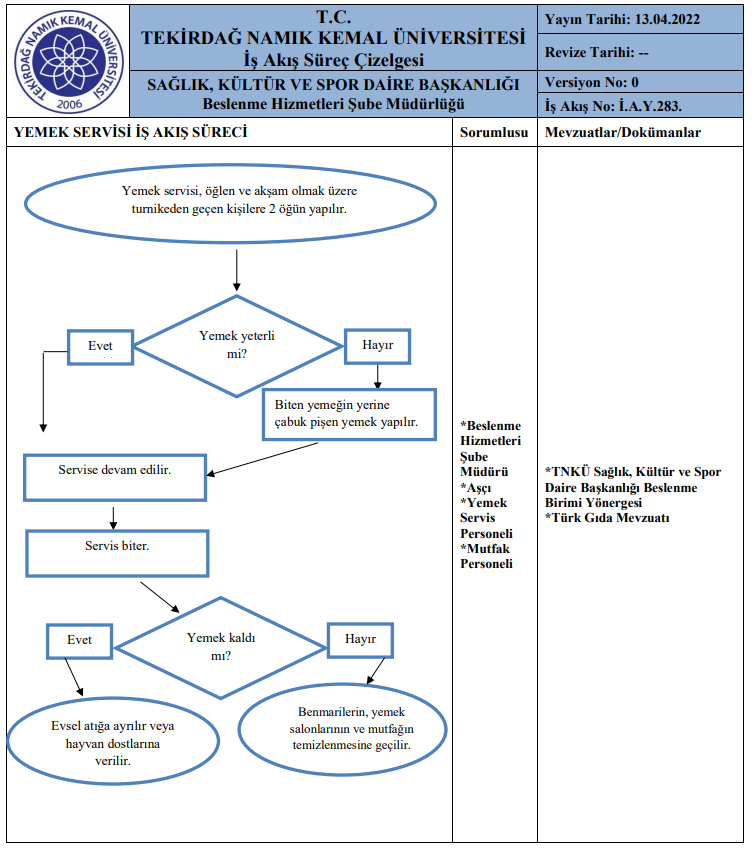 TEKİRDAĞ NAMIK KEMAL ÜNİVERSİTESİ
2006
T.C.
TEKİRDAĞ NAMIK KEMAL ÜNİVERSİTESİ
İş Akış Süreç Çizelgesi
SAĞLIK, KÜLTÜR VE SPOR DAİRE BAŞKANLIĞI
Beslenme Hizmetleri Şube Müdürlüğü
Yayın Tarihi: 13.04.2022
Revize Tarihi: --
Versiyon No: 0
İş Akış No: İ.A.Y.283.
YEMEK SERVİSİ İŞ AKIŞ SÜRECİ
Sorumlusu
Mevzuatlar/Dokümanlar
Yemek servisi, öğlen ve akşam olmak üzere
turnikeden geçen kişilere 2 öğün yapılır.
Yemek yeterli
mi?
Evet
Hayır
Biten yemeğin yerine
çabuk pişen yemek yapılır.
Servise devam edilir.
Servis biter.
Yemek kaldı
mı?
Evet
Hayır
Evsel atığa ayrılır veya
hayvan dostlarına
verilir.
Benmarilerin, yemek
salonlarının ve mutfağın
temizlenmesine geçilir.
*Beslenme
Hizmetleri
Şube
Müdürü
*Aşçı
*Yemek
Servis
Personeli
*Mutfak
Personeli
*TNKÜ Sağlık, Kültür ve Spor
Daire Başkanlığı Beslenme
Birimi Yönergesi
*Türk Gıda Mevzuatı